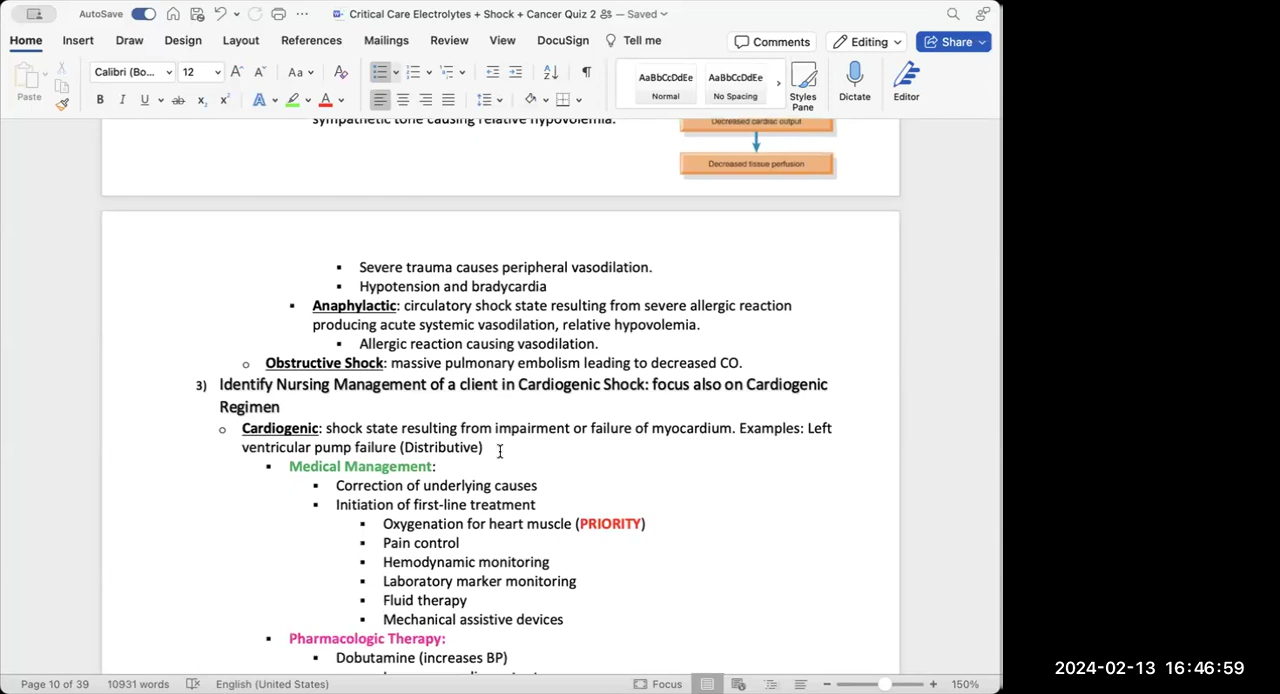 AutoSave
Critical Care Electrolytes + Shock + Cancer Quiz 2 — Saved
Home Insert Draw Design Layout References Mailings Review View DocuSign Tell me Comments Editing Share
Paste Calibri (Bo... 12 A A Aa A AaBbCcDdEe Normal AaBbCcDdEe No Spacing Styles Pane Dictate Editor
B I U ab x₂ x² A A
sympathetic tone causing relative hypovolemia.
Decreased cardiac output
Decreased tissue perfusion
▪ Severe trauma causes peripheral vasodilation.
▪ Hypotension and bradycardia
▪ Anaphylactic: circulatory shock state resulting from severe allergic reaction
producing acute systemic vasodilation, relative hypovolemia.
▪ Allergic reaction causing vasodilation.
o Obstructive Shock: massive pulmonary embolism leading to decreased CO.
3) Identify Nursing Management of a client in Cardiogenic Shock: focus also on Cardiogenic
Regimen
o Cardiogenic: shock state resulting from impairment or failure of myocardium. Examples: Left
ventricular pump failure (Distributive)
▪ Medical Management:
▪ Correction of underlying causes
▪ Initiation of first-line treatment
▪ Oxygenation for heart muscle (PRIORITY)
▪ Pain control
▪ Hemodynamic monitoring
▪ Laboratory marker monitoring
▪ Fluid therapy
▪ Mechanical assistive devices
▪ Pharmacologic Therapy:
▪ Dobutamine (increases BP)
Page 10 of 39 10931 words English (United States) Focus 150%
2024-02-13 16:46:59